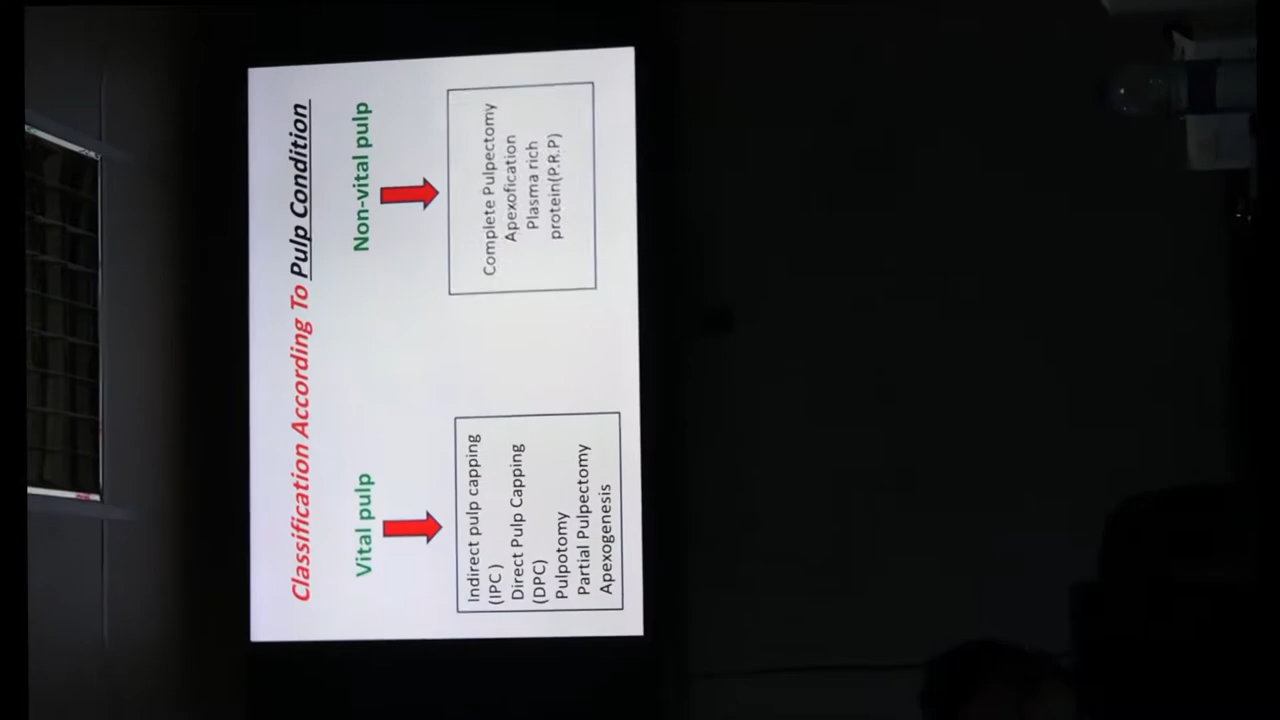 Classification According To Pulp Condition
Vital pulp
Indirect pulp capping
(IPC)
Direct Pulp Capping
(DPC)
Pulpotomy
Partial Pulpectomy
Apexogenesis
Non-vital pulp
Complete Pulpectomy
Apexofication
Plasma rich
protein(P.R.P)